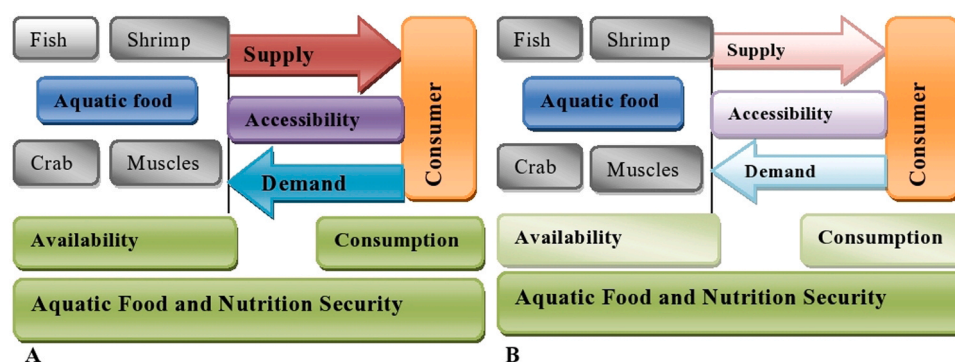 Fish
Shrimp
Supply
Aquatic food
Accessibility
Crab
Muscles
Demand
Consumer
Availability
Consumption
Aquatic Food and Nutrition Security
A
Fish
Shrimp
Supply
Aquatic food
Accessibility
Crab
Muscles
Demand
Consumer
Availability
Consumption
Aquatic Food and Nutrition Security
B